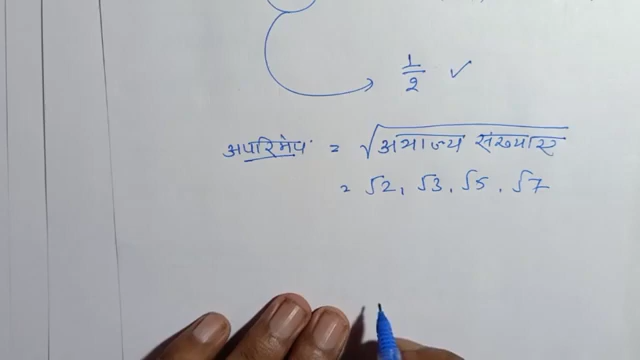 1/2 ✓
अपरिमेय = √अभाज्य संख्याएं
= √2, √3, √5, √7